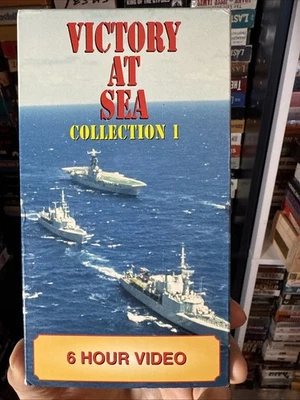 VICTORY
AT
SEA
COLLECTION 1
6 HOUR VIDEO